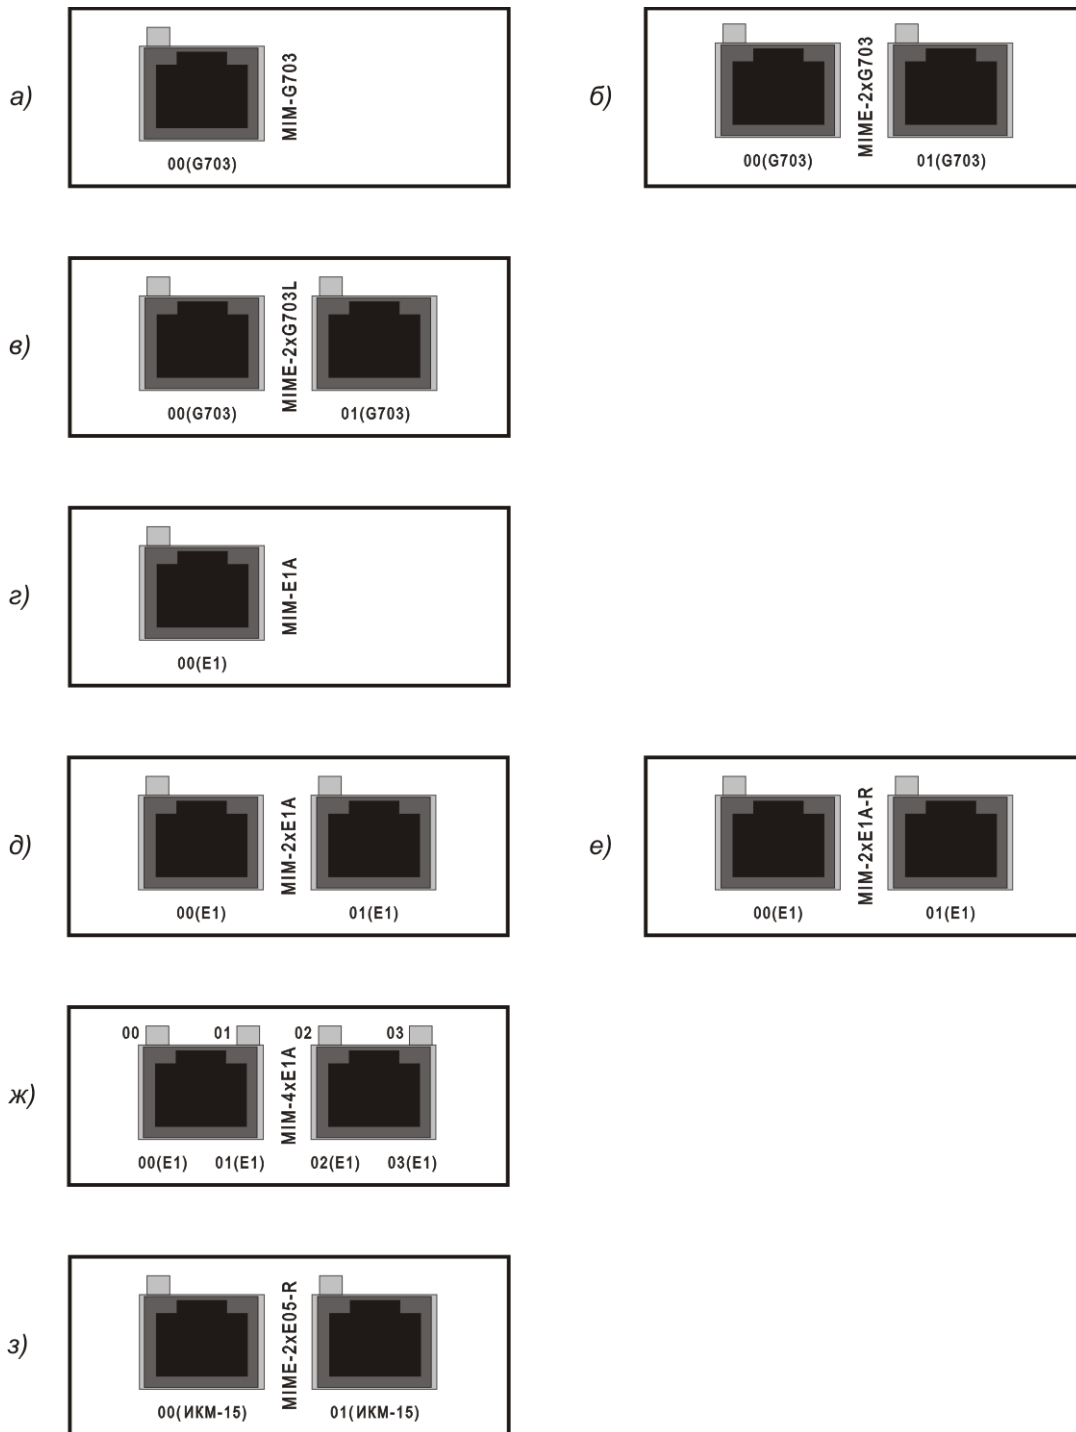 а)
MIM-G703
00(G703)
б)
MIME-2xG703
00(G703)
01(G703)
в)
MIME-2xG703L
00(G703)
01(G703)
г)
MIM-E1A
00(E1)
д)
MIM-2xE1A
00(E1)
01(E1)
е)
MIM-2xE1A-R
00(E1)
01(E1)
ж)
00
01
02
03
MIM-4xE1A
00(E1)
01(E1)
02(E1)
03(E1)
з)
MIME-2xE05-R
00(ИКМ-15)
01(ИКМ-15)